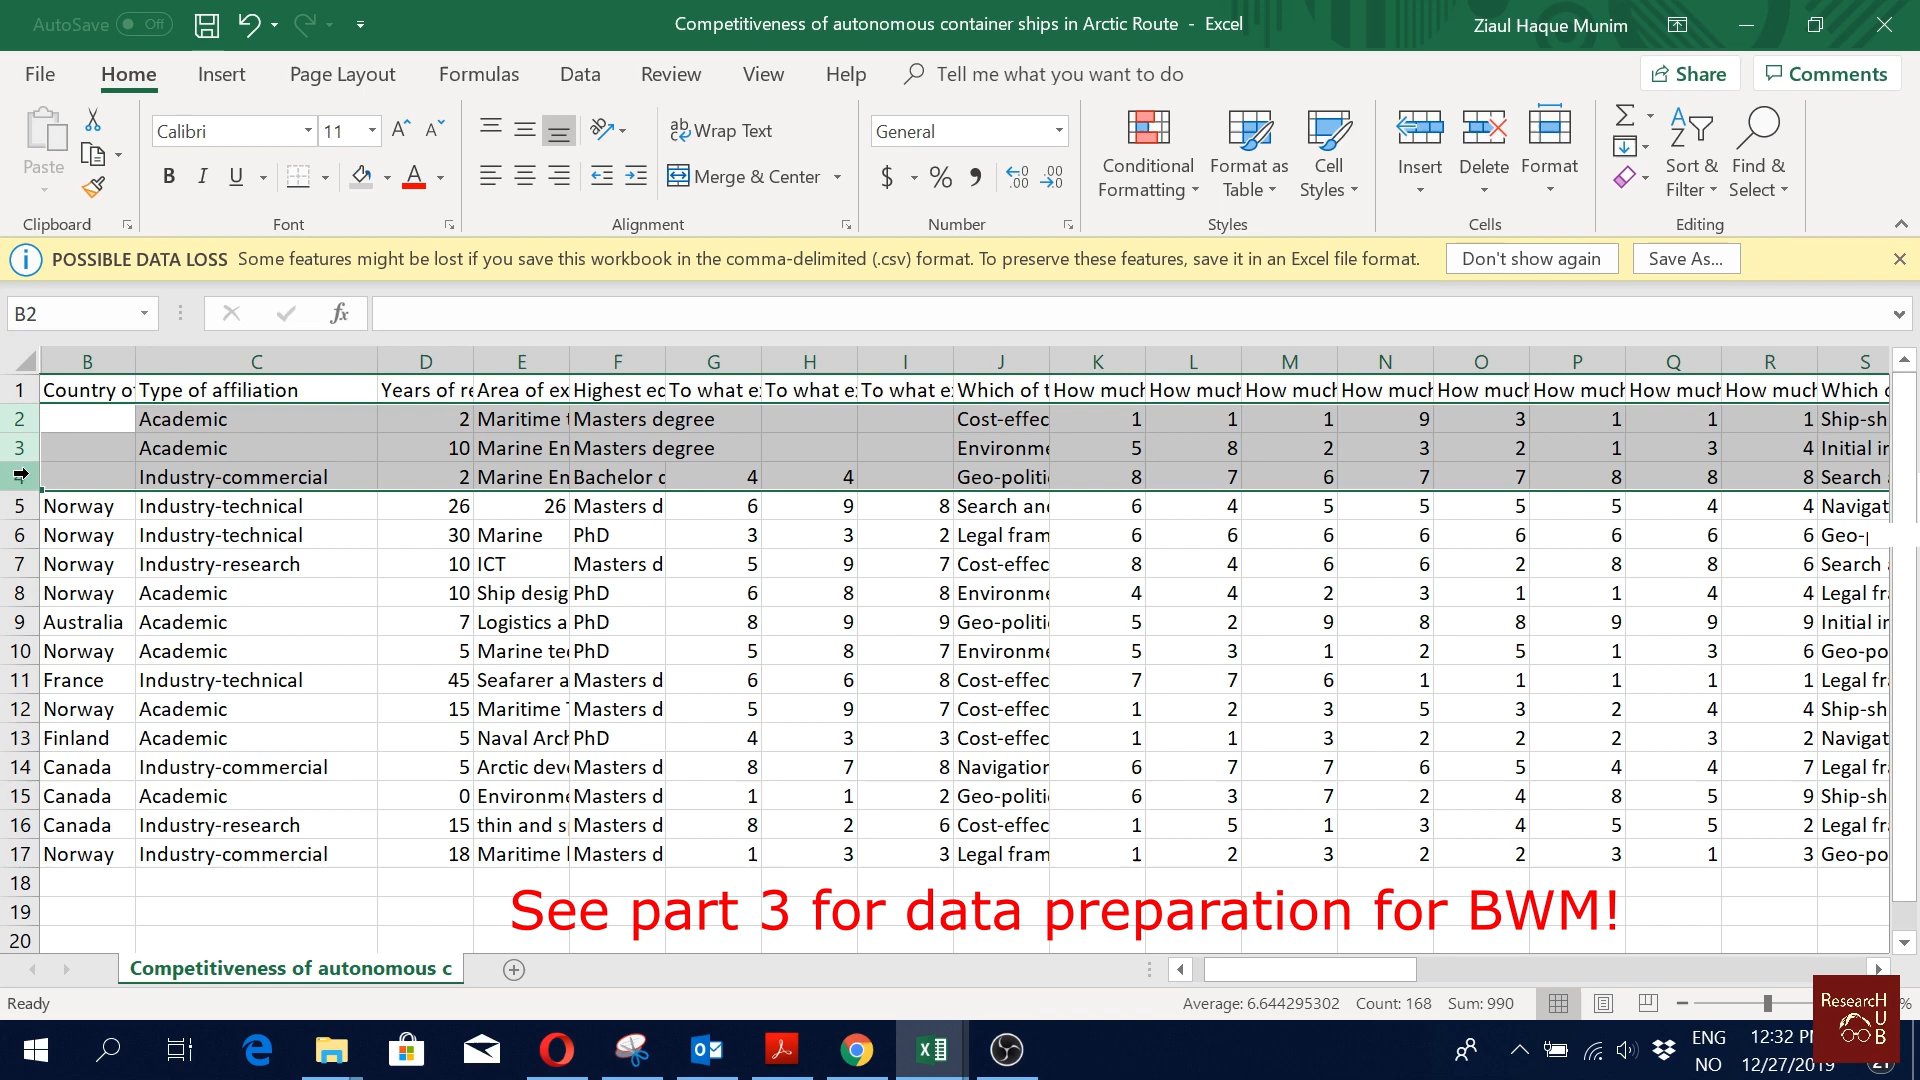 AutoSave Off Competitiveness of autonomous container ships in Arctic Route - Excel Ziaul Haque Munim
File Home Insert Page Layout Formulas Data Review View Help Tell me what you want to do Share Comments
Paste Calibri 11 Wrap Text General Conditional Formatting Format as Table Cell Styles Insert Delete Format Sort & Filter Find & Select
B I U Merge & Center $ % 9
Clipboard Font Alignment Number Styles Cells Editing
POSSIBLE DATA LOSS Some features might be lost if you save this workbook in the comma-delimited (.csv) format. To preserve these features, save it in an Excel file format. Don't show again Save As...
B2 fx
B C D E F G H I J K L M N O P Q R S
1 Country of Type of affiliation Years of re Area of ex Highest ed To what e To what e To what e Which of t How much How much How much How much How much How much How much How much Which o
2 Academic 2 Maritime Masters degree Cost-effec 1 1 1 9 3 1 1 1 Ship-sh
3 Academic 10 Marine En Masters degree Environme 5 8 2 3 2 1 3 4 Initial in
4 Industry-commercial 2 Marine En Bachelor d 4 4 Geo-politi 8 7 6 7 7 8 8 8 Search
5 Norway Industry-technical 26 26 Masters d 6 9 8 Search and 6 4 5 5 5 5 4 4 Navigat
6 Norway Industry-technical 30 Marine PhD 3 3 2 Legal fram 6 6 6 6 6 6 6 6 Geo-p
7 Norway Industry-research 10 ICT Masters d 5 9 7 Cost-effec 8 4 6 6 2 8 8 6 Search
8 Norway Academic 10 Ship desig PhD 6 8 8 Environme 4 4 2 3 1 1 4 4 Legal fr
9 Australia Academic 7 Logistics a PhD 8 9 9 Geo-politi 5 2 9 8 8 9 9 9 Initial in
10 Norway Academic 5 Marine tec PhD 5 8 7 Environme 5 3 1 2 5 1 3 6 Geo-po
11 France Industry-technical 45 Seafarer a Masters d 6 6 8 Cost-effec 7 7 6 1 1 1 1 1 Legal fr
12 Norway Academic 15 Maritime Masters d 5 9 7 Cost-effec 1 2 3 5 3 2 4 4 Ship-sh
13 Finland Academic 5 Naval Arch PhD 4 3 3 Cost-effec 1 1 3 2 2 2 3 2 Navigat
14 Canada Industry-commercial 5 Arctic deve Masters d 8 7 8 Navigation 6 7 7 6 5 4 4 7 Legal fr
15 Canada Academic 0 Environme Masters d 1 1 2 Geo-politi 6 3 7 2 4 8 5 9 Ship-sh
16 Canada Industry-research 15 thin and s Masters d 8 2 6 Cost-effec 1 5 1 3 4 5 5 2 Legal fr
17 Norway Industry-commercial 18 Maritime Masters d 1 3 3 Legal fram 1 2 3 2 2 3 1 3 Geo-po
18
19
20
See part 3 for data preparation for BWM!
Competitiveness of autonomous c
Ready Average: 6.644295302 Count: 168 Sum: 990
ResearcH
U
B
ENG 12:32
NO 12/27/2019
21